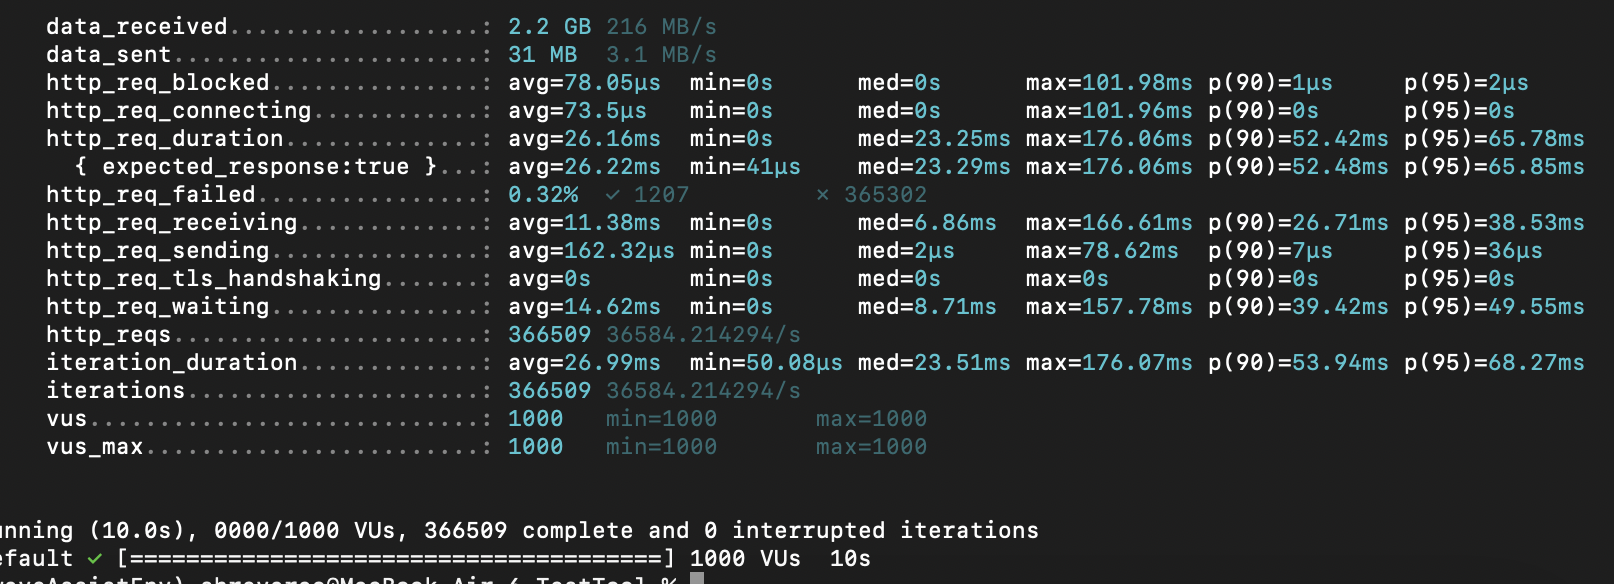 data_received..................: 2.2 GB 216 MB/s
data_sent......................: 31 MB  3.1 MB/s
http_req_blocked...............: avg=78.05µs  min=0s      med=0s      max=101.98ms p(90)=1µs     p(95)=2µs
http_req_connecting............: avg=73.5µs   min=0s      med=0s      max=101.96ms p(90)=0s      p(95)=0s
http_req_duration..............: avg=26.16ms  min=0s      med=23.25ms max=176.06ms p(90)=52.42ms p(95)=65.78ms
  { expected_response:true }...: avg=26.22ms  min=41µs    med=23.29ms max=176.06ms p(90)=52.48ms p(95)=65.85ms
http_req_failed................: 0.32%  ✓ 1207        ✗ 365302
http_req_receiving.............: avg=11.38ms  min=0s      med=6.86ms  max=166.61ms p(90)=26.71ms p(95)=38.53ms
http_req_sending...............: avg=162.32µs min=0s      med=2µs     max=78.62ms  p(90)=7µs     p(95)=36µs
http_req_tls_handshaking.......: avg=0s       min=0s      med=0s      max=0s       p(90)=0s      p(95)=0s
http_req_waiting...............: avg=14.62ms  min=0s      med=8.71ms  max=157.78ms p(90)=39.42ms p(95)=49.55ms
http_reqs......................: 366509 36584.214294/s
iteration_duration.............: avg=26.99ms  min=50.08µs med=23.51ms max=176.07ms p(90)=53.94ms p(95)=68.27ms
iterations.....................: 366509 36584.214294/s
vus............................: 1000   min=1000       max=1000
vus_max........................: 1000   min=1000       max=1000
unning (10.0s), 0000/1000 VUs, 366509 complete and 0 interrupted iterations
efault ✓ [======================================] 1000 VUs  10s
TestTool %